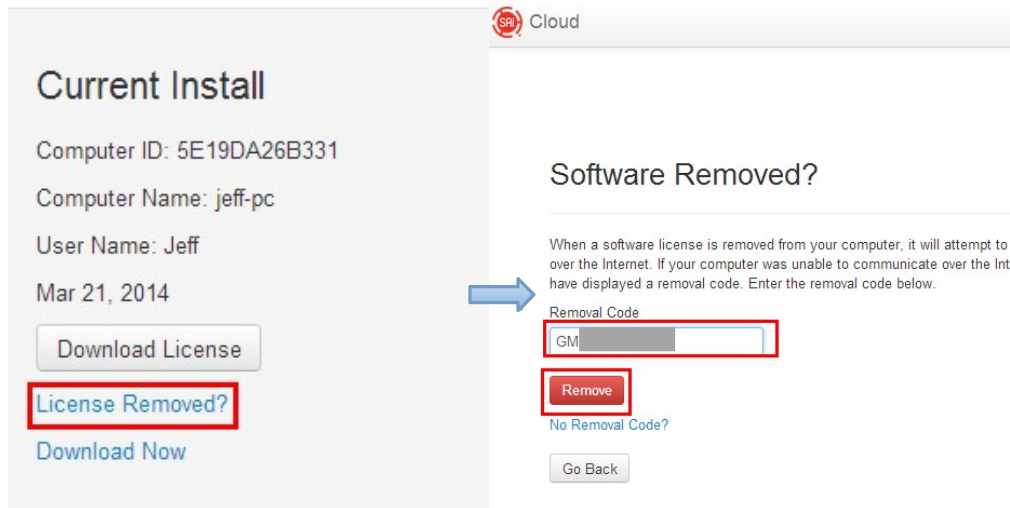 Current Install
Computer ID: 5E19DA26B331
Computer Name: jeff-pc
User Name: Jeff
Mar 21, 2014
Download License
License Removed?
Download Now
SAi Cloud
Software Removed?
When a software license is removed from your computer, it will attempt to
over the Internet. If your computer was unable to communicate over the Int
have displayed a removal code. Enter the removal code below.
Removal Code
GM
Remove
No Removal Code?
Go Back